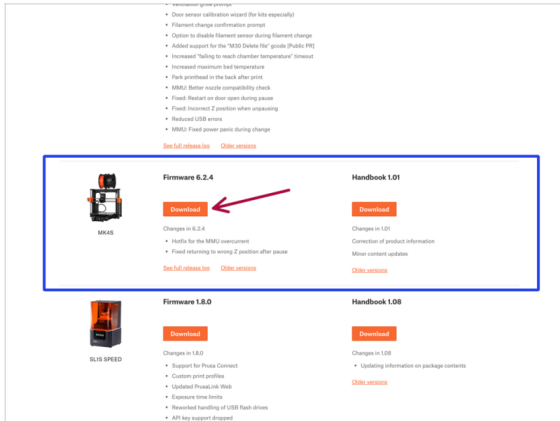 Ventilation grille prompt
Door sensor calibration wizard (for kits especially)
Filament change confirmation prompt
Option to disable filament sensor during filament change
Added support for the "M30 Delete file" gcode [Public PR]
Increased "failing to reach chamber temperature" timeout
Increased maximum bed temperature
Park printhead in the back after print
MMU: Better nozzle compatibility check
Fixed: Restart on door open during pause
Fixed: Incorrect Z position when unpausing
Reduced USB errors
MMU: Fixed power panic during change
See full release log Older versions
MK4S
Firmware 6.2.4
Download
Changes in 6.2.4
Hotfix for the MMU overcurrent
Fixed returning to wrong Z position after pause
See full release log Older versions
Handbook 1.01
Download
Changes in 1.01
Correction of product information
Minor content updates
Older versions
SL1S SPEED
Firmware 1.8.0
Download
Changes in 1.8.0
Support for Prusa Connect
Custom print profiles
Updated PrusaLink Web
Exposure time limits
Reworked handling of USB flash drives
API key support dropped
Handbook 1.08
Download
Changes in 1.08
Updating information on package contents
Older versions